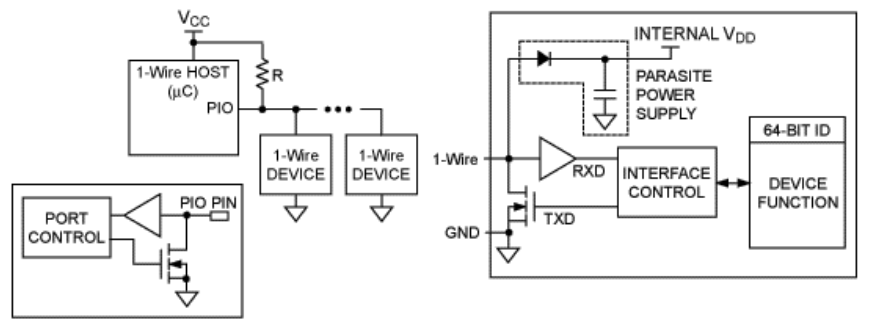 VCC
1-Wire HOST
(µC)
PIO
R
1-Wire
DEVICE
1-Wire
DEVICE
PORT
CONTROL
PIO PIN
INTERNAL VDD
PARASITE
POWER
SUPPLY
1-Wire
RXD
TXD
GND
INTERFACE
CONTROL
64-BIT ID
DEVICE
FUNCTION